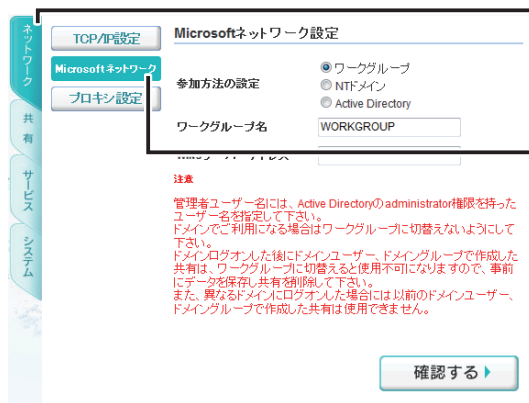 ネットワーク
共有
サービス
システム
TCP/IP設定
Microsoftネットワーク
プロキシ設定
Microsoftネットワーク設定
参加方法の設定
ワークグループ
NTドメイン
Active Directory
ワークグループ名 WORKGROUP
注意
管理者ユーザー名には、Active Directoryのadministrator権限を持った
ユーザー名を指定して下さい。
ドメインでご利用になる場合はワークグループに切替えないようにして
下さい。
ドメインログオンした後にドメインユーザー、ドメイングループで作成した
共有は、ワークグループに切替えると使用不可になりますので、事前
にデータを保存し共有を削除して下さい。
また、異なるドメインにログオンした場合には以前のドメインユーザー、
ドメイングループで作成した共有は使用できません。
確認する